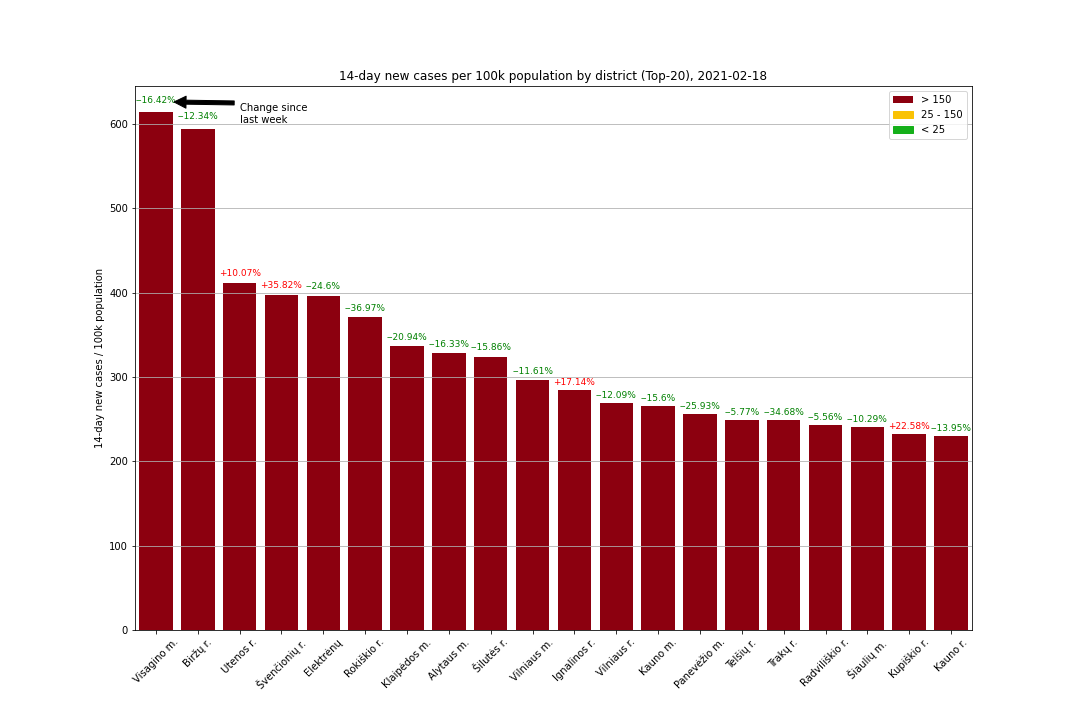 14-day new cases per 100k population by district (Top-20), 2021-02-18
−16.42%
Change since
last week
−12.34%
+10.07%
+35.82%
−24.6%
−36.97%
−20.94%
−16.33%
−15.86%
−11.61%
+17.14%
−12.09%
−15.6%
−25.93%
−5.77%
−34.68%
−5.56%
−10.29%
+22.58%
−13.95%
> 150
25 - 150
< 25
14-day new cases / 100k population
600
500
400
300
200
100
0
Visagino m.
Biržų r.
Utenos r.
Švenčionių r.
Elektrėnų
Rokiškio r.
Klaipėdos m.
Alytaus m.
Šilutės r.
Vilniaus m.
Ignalinos r.
Vilniaus r.
Kauno m.
Panevėžio m.
Telšių r.
Trakų r.
Radviliškio r.
Šiaulių m.
Kupiškio r.
Kauno r.